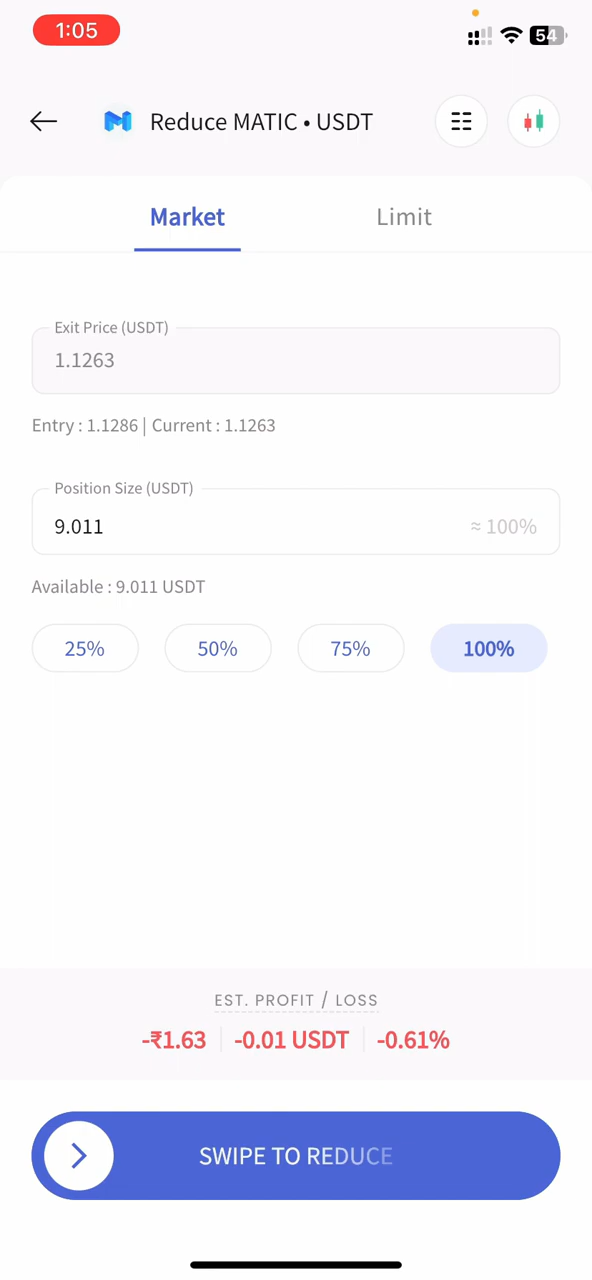 1:05
54
Reduce MATIC • USDT
Market
Limit
Exit Price (USDT)
1.1263
Entry : 1.1286 | Current : 1.1263
Position Size (USDT)
9.011
≈ 100%
Available : 9.011 USDT
25%
50%
75%
100%
EST. PROFIT / LOSS
-₹1.63
-0.01 USDT
-0.61%
SWIPE TO REDUCE